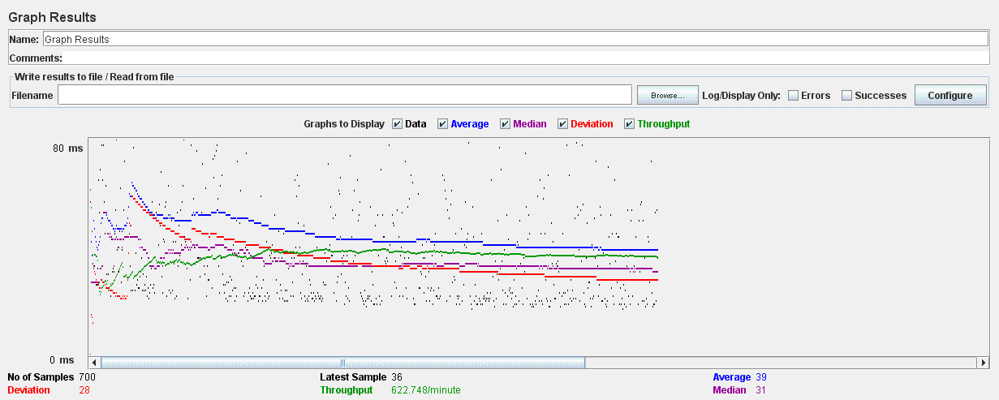 Graph Results
Name: Graph Results
Comments:
Write results to file / Read from file
Filename Browse... Log/Display Only: Errors Successes Configure
Graphs to Display Data Average Median Deviation Throughput
80 ms
0 ms
No of Samples 700 Latest Sample 36 Average 39
Deviation 28 Throughput 622.748/minute Median 31